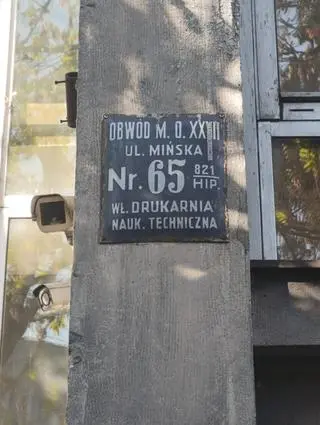 OBWÓD M. O. XXIII
UL. MIŃSKA
Nr. 65 821/HIP.
WŁ. DRUKARNIA
NAUK. TECHNICZNA